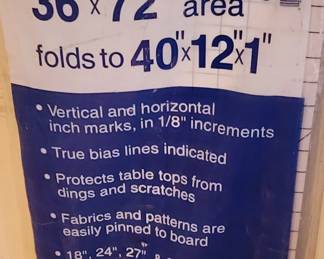 36"x72" area
folds to 40"x12"x1"
• Vertical and horizontal
inch marks, in 1/8" increments
• True bias lines indicated
• Protects table tops from
dings and scratches
• Fabrics and patterns are
easily pinned to board
• 18", 24", 27"